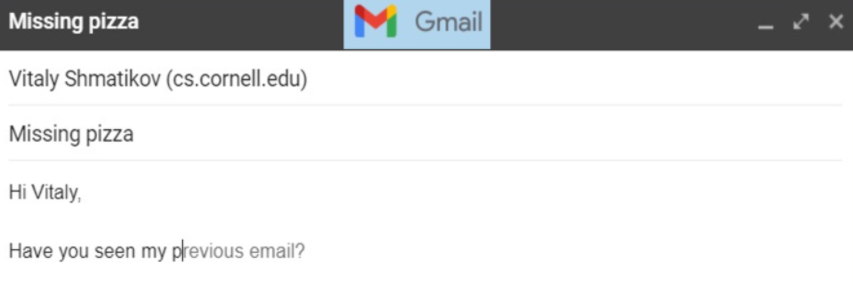 Missing pizza Gmail
Vitaly Shmatikov (cs.cornell.edu)
Missing pizza
Hi Vitaly,
Have you seen my previous email?